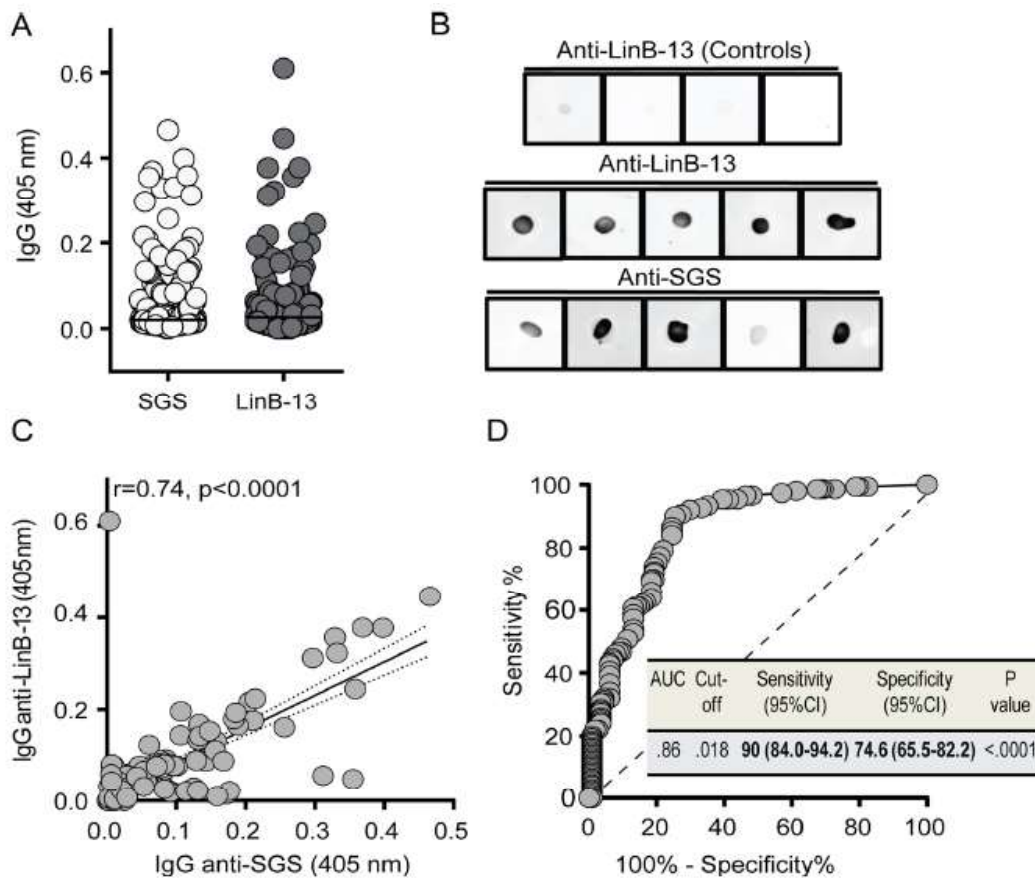 A
IgG (405 nm)
0.6
0.4
0.2
0.0
SGS LinB-13
B
Anti-LinB-13 (Controls)
Anti-LinB-13
Anti-SGS
C
r=0.74, p<0.0001
IgG anti-LinB-13 (405nm)
0.6
0.4
0.2
0.0
0.0 0.1 0.2 0.3 0.4 0.5
IgG anti-SGS (405 nm)
D
Sensitivity %
100
80
60
40
20
0
0 20 40 60 80 100
100% - Specificity%
AUC Cut-off Sensitivity (95%CI) Specificity (95%CI) P value
.86 .018 90 (84.0-94.2) 74.6 (65.5-82.2) <.0001